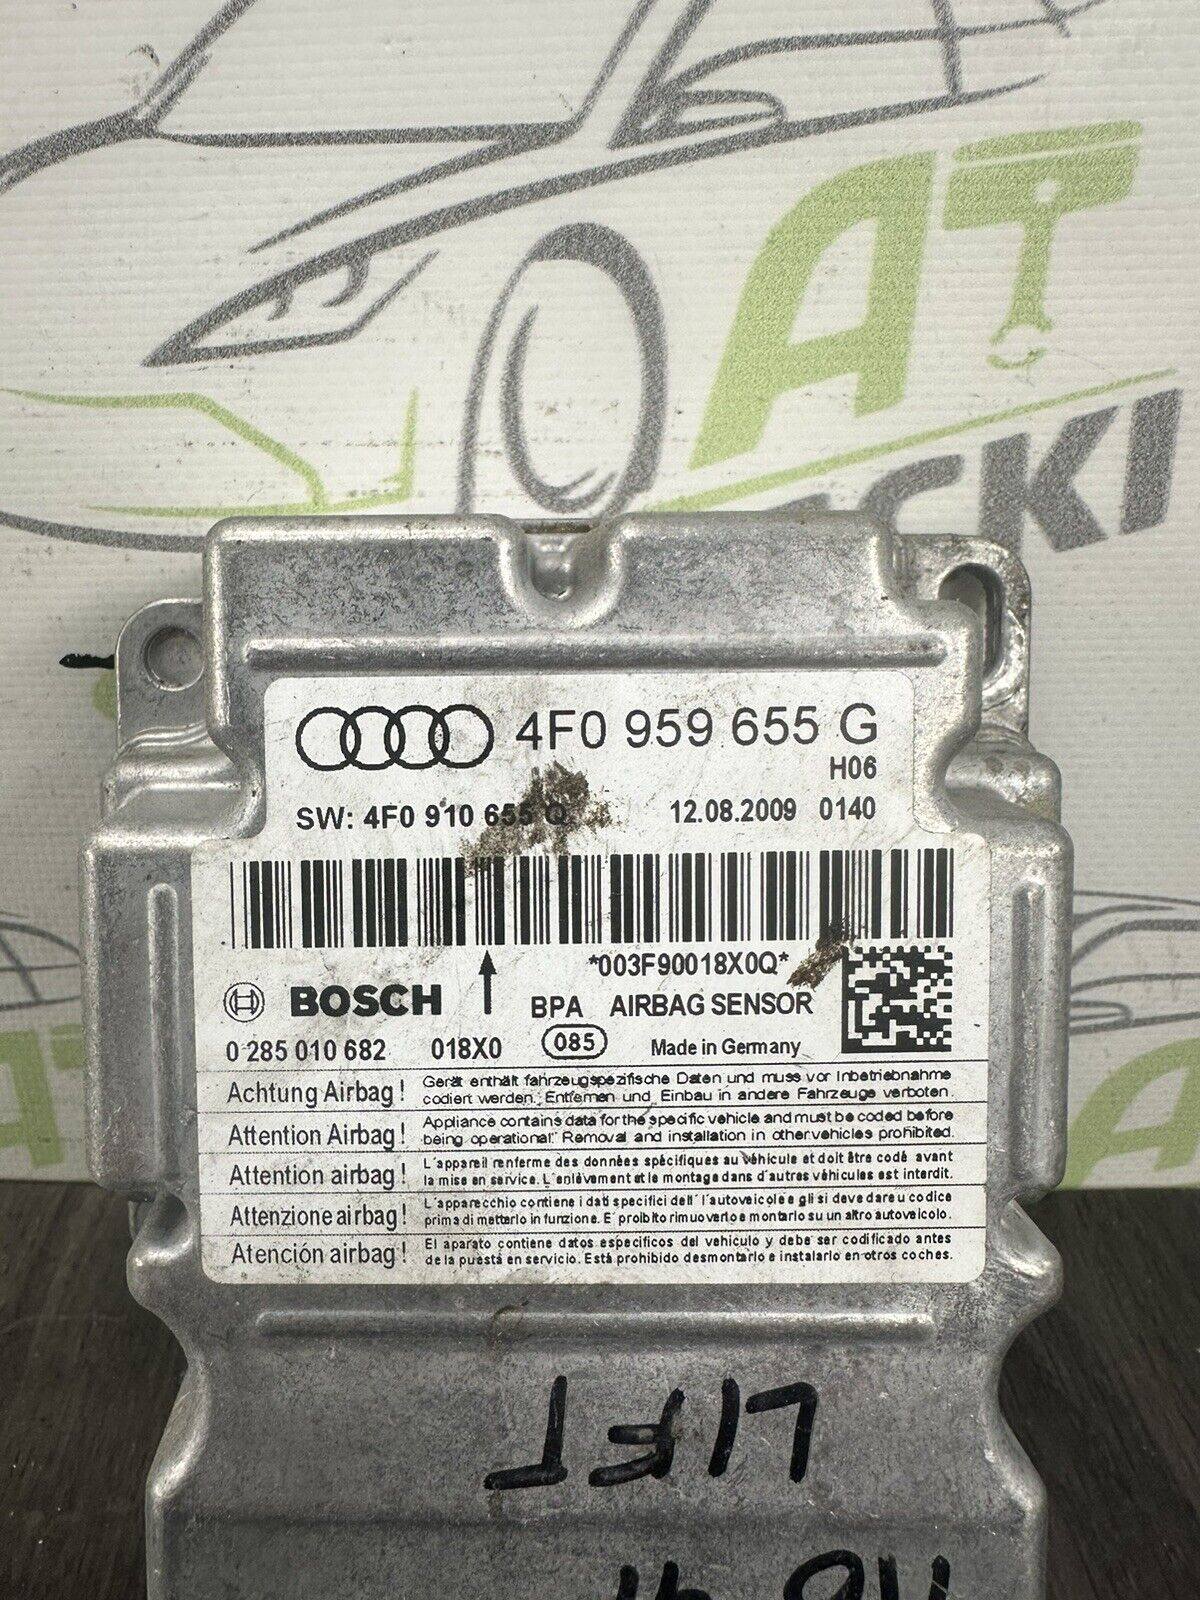 AT
CKI
4F0 959 655 G
H06
SW: 4F0 910 655 Q
12.08.2009 0140
*003F90018X0Q*
BOSCH
BPA AIRBAG SENSOR
0 285 010 682 018X0 085 Made in Germany
Achtung Airbag! Gerät enthält fahrzeugspezifische Daten und muss vor Inbetriebnahme
codiert werden. Entfernen und Einbau in andere Fahrzeuge verboten.
Attention Airbag! Appliance contains data for the specific vehicle and must be coded before
being operational. Removal and installation in other vehicles prohibited.
Attention airbag! L'appareil renferme des données spécifiques au véhicule et doit être codé avant
la mise en service. L'enlèvement et le montage dans d'autres véhicules est interdit.
Attenzione airbag! L'apparecchio contiene i dati specifici dell' l'autoveicolo e gli si deve dare u codice
prima di metterlo in funzione. E' proibito rimuoverlo e montarlo su un altro autoveicolo.
Atención airbag! El aparato contiene datos especificos del vehiculo y debe ser codificado antes
de la puestá en servicio. Está prohibido desmontarlo e instalarlo en otros coches.
LIFT